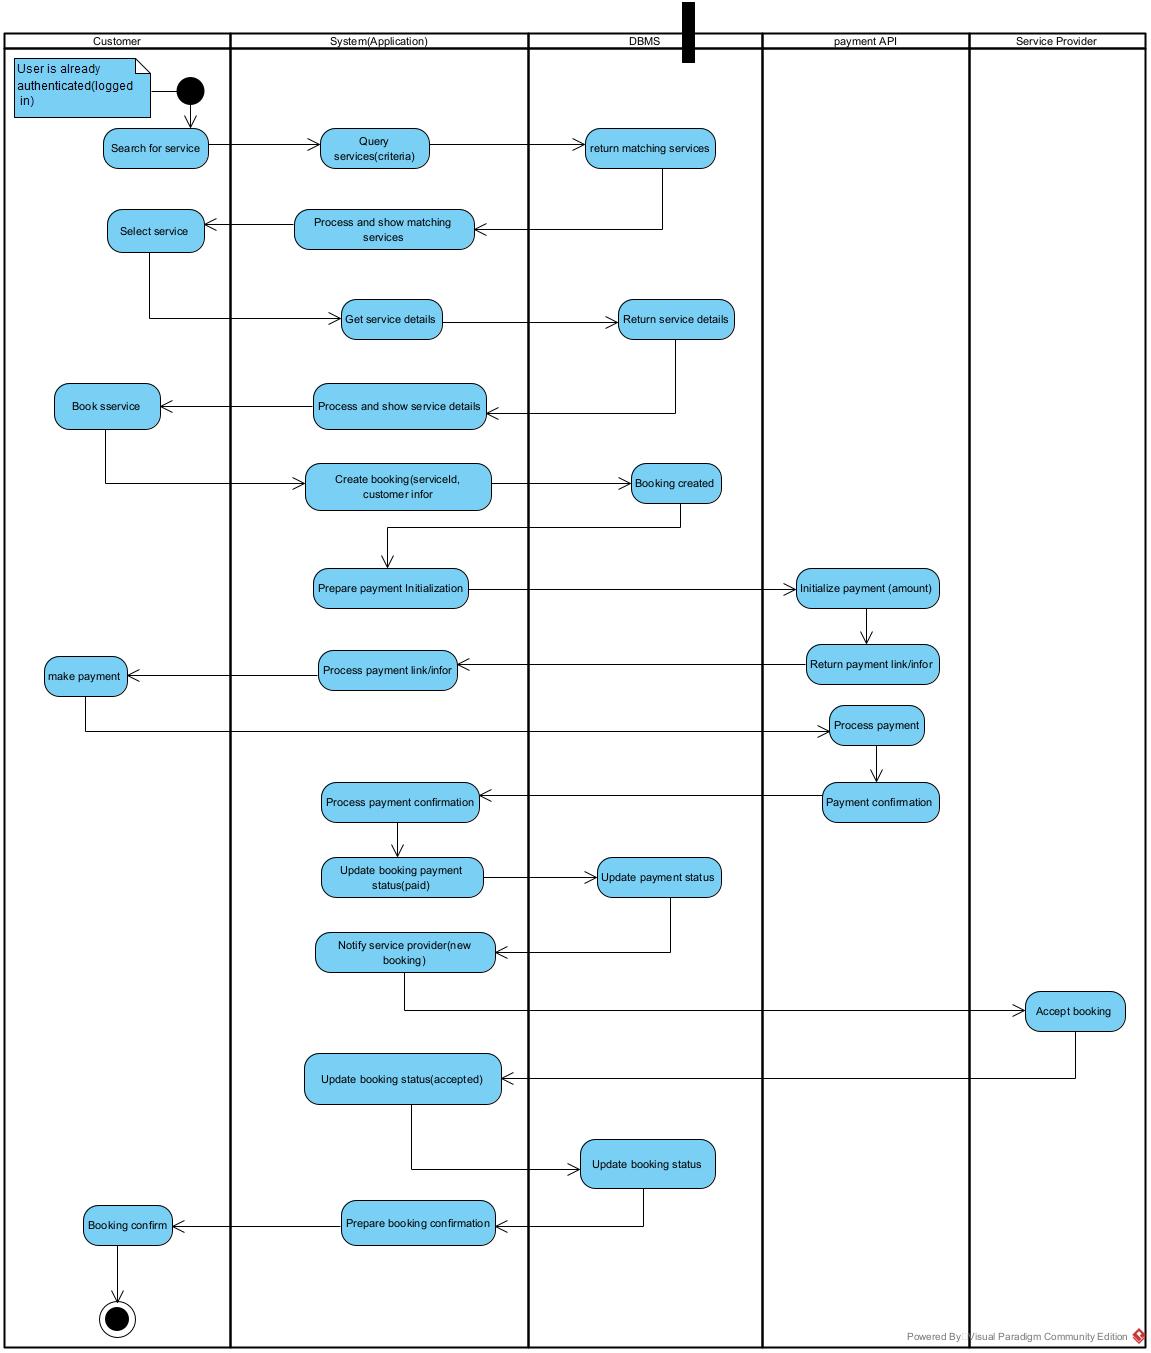 Customer
System(Application)
DBMS
payment API
Service Provider
User is already
authenticated(logged
in)
Search for service
Query
services(criteria)
return matching services
Select service
Process and show matching
services
Get service details
Return service details
Book sservice
Process and show service details
Create booking(serviceId,
customer infor
Booking created
Prepare payment Initialization
Initialize payment (amount)
make payment
Process payment link/infor
Return payment link/infor
Process payment
Process payment confirmation
Payment confirmation
Update booking payment
status(paid)
Update payment status
Notify service provider(new
booking)
Accept booking
Update booking status(accepted)
Update booking status
Booking confirm
Prepare booking confirmation
Powered By Visual Paradigm Community Edition